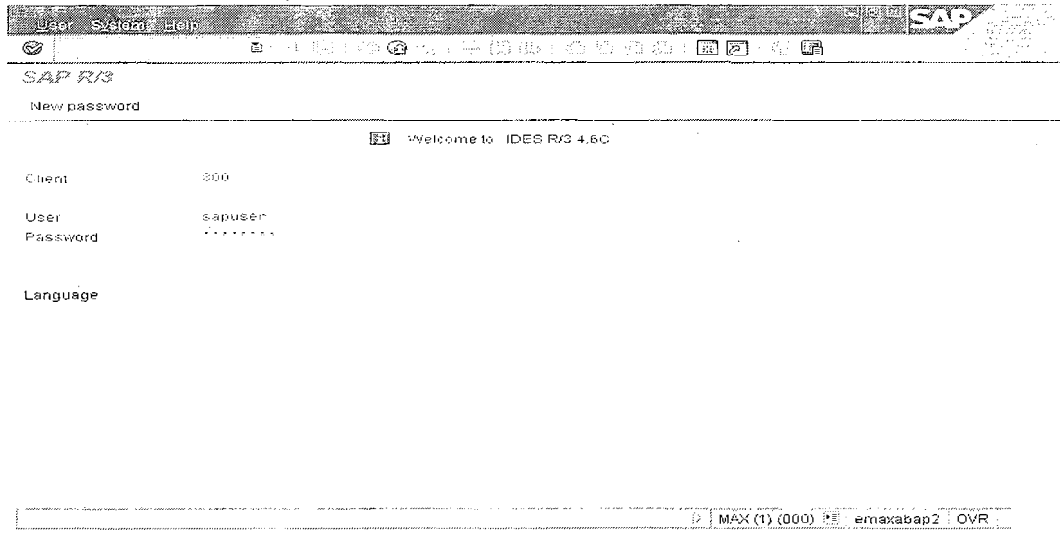 User System Help
SAP
SAP R/3
New password
Welcome to IDES R/3 4.6C
Client 800
User sapuser
Password ********
Language
MAX (1) (000) emaxabap2 OVR